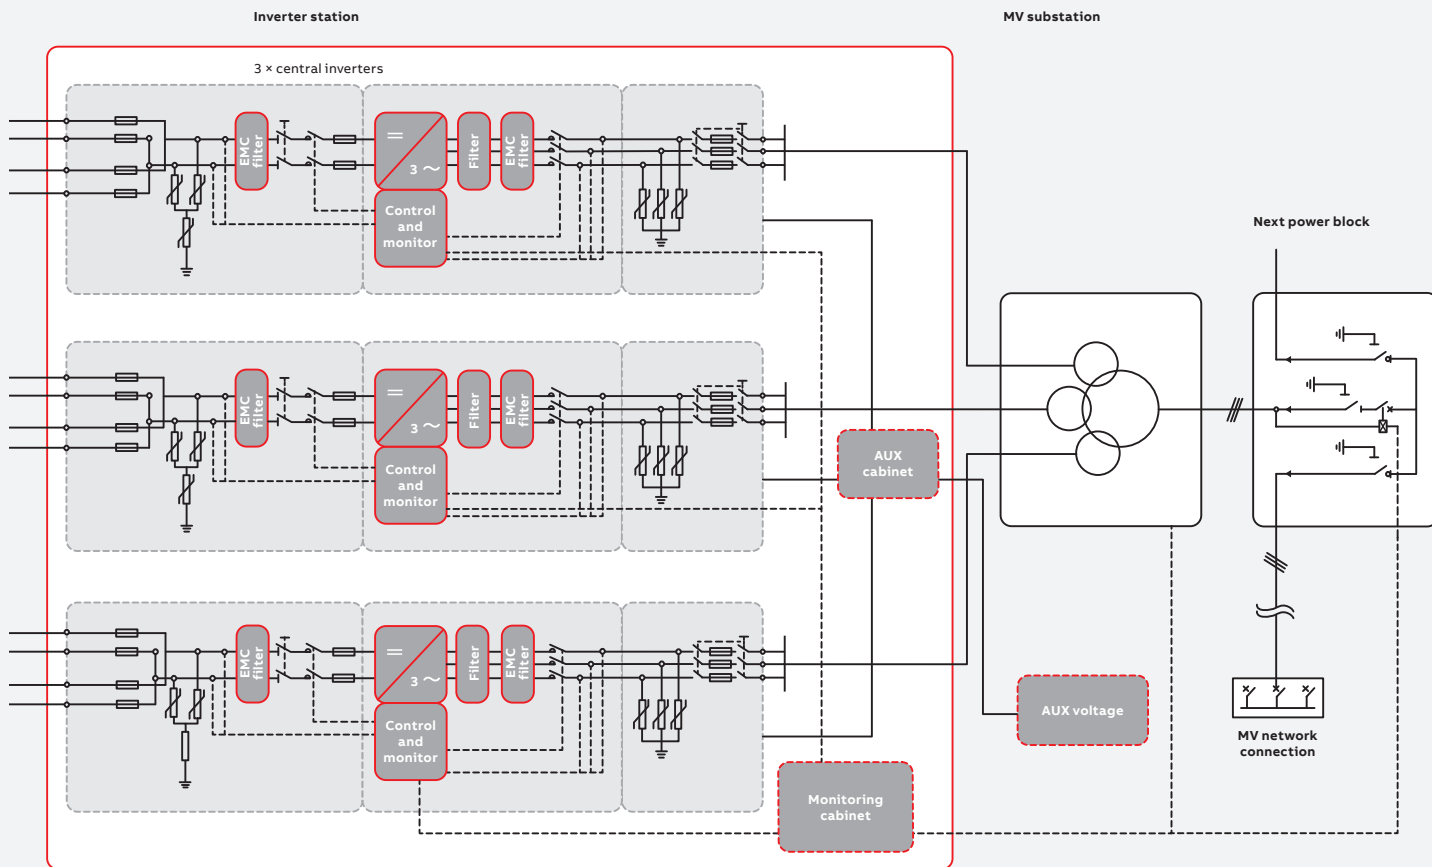 Inverter station
MV substation
3 × central inverters
EMC
filter
3 ~
Filter
EMC
filter
Control
and
monitor
Next power block
EMC
filter
3 ~
Filter
EMC
filter
Control
and
monitor
AUX
cabinet
EMC
filter
3 ~
Filter
EMC
filter
Control
and
monitor
AUX voltage
MV network
connection
Monitoring
cabinet